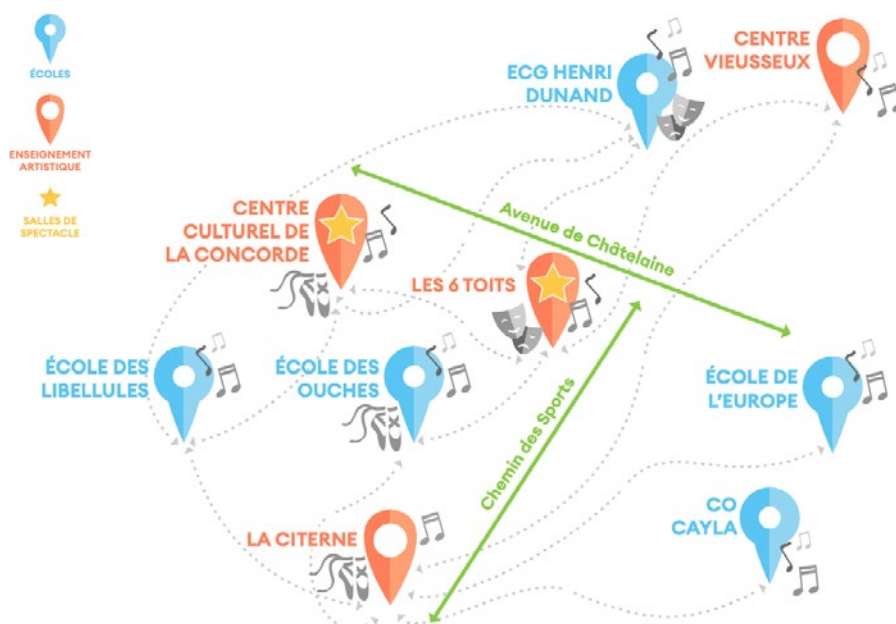 ÉCOLES
ENSEIGNEMENT
ARTISTIQUE
SALLES DE
SPECTACLE
ECG HENRI
DUNAND
CENTRE
VIEUSSEUX
CENTRE
CULTUREL DE
LA CONCORDE
Avenue de Châtelaine
LES 6 TOITS
ÉCOLE DES
LIBELLULES
ÉCOLE DES
OUCHES
ÉCOLE DE
L'EUROPE
Chemin des Sports
CO
CAYLA
LA CITERNE